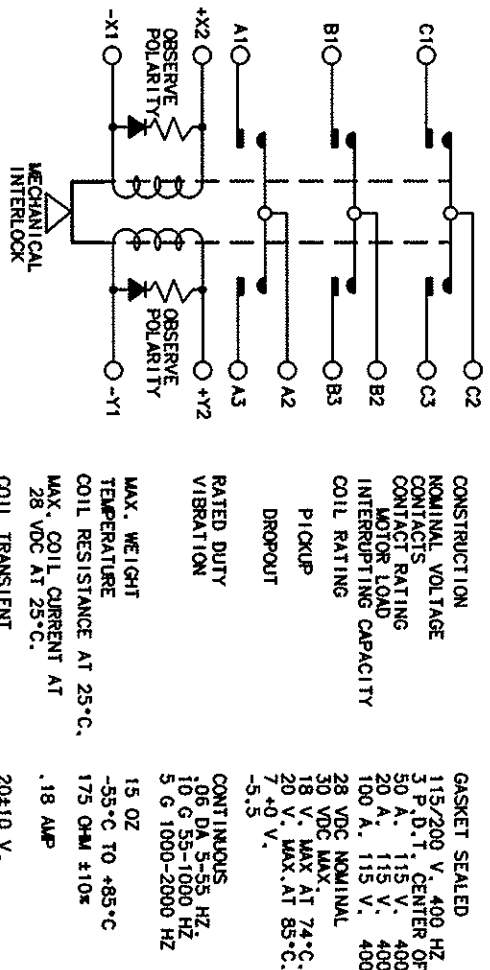 -X1
+X2
A1
B1
C1
OBSERVE
POLARITY
MECHANICAL
INTERLOCK
OBSERVE
POLARITY
-Y1
+Y2
A3
A2
B3
B2
C3
C2
CONSTRUCTION GASKET SEALED
NOMINAL VOLTAGE 115/200 V. 400 HZ
CONTACTS 3 P.D.T. CENTER OF
CONTACT RATING 50 A. 115 V. 400
MOTOR LOAD 20 A. 115 V. 400
INTERRUPTING CAPACITY 100 A. 115 V. 400
COIL RATING 28 VDC NOMINAL
30 VDC MAX.
PICKUP 18 V. MAX AT 74°C.
20 V. MAX.AT 85°C.
DROPOUT 7 +0 V.
-5.5
RATED DUTY CONTINUOUS
VIBRATION .06 DA 5-55 HZ.
10 G 55-1000 HZ
5 G 1000-2000 HZ
MAX. WEIGHT 15 OZ
TEMPERATURE -55°C TO +85°C
COIL RESISTANCE AT 25°C. 175 OHM ±10%
MAX. COIL CURRENT AT .18 AMP
28 VDC AT 25°C.
COIL TRANSIENT 20±10 V.